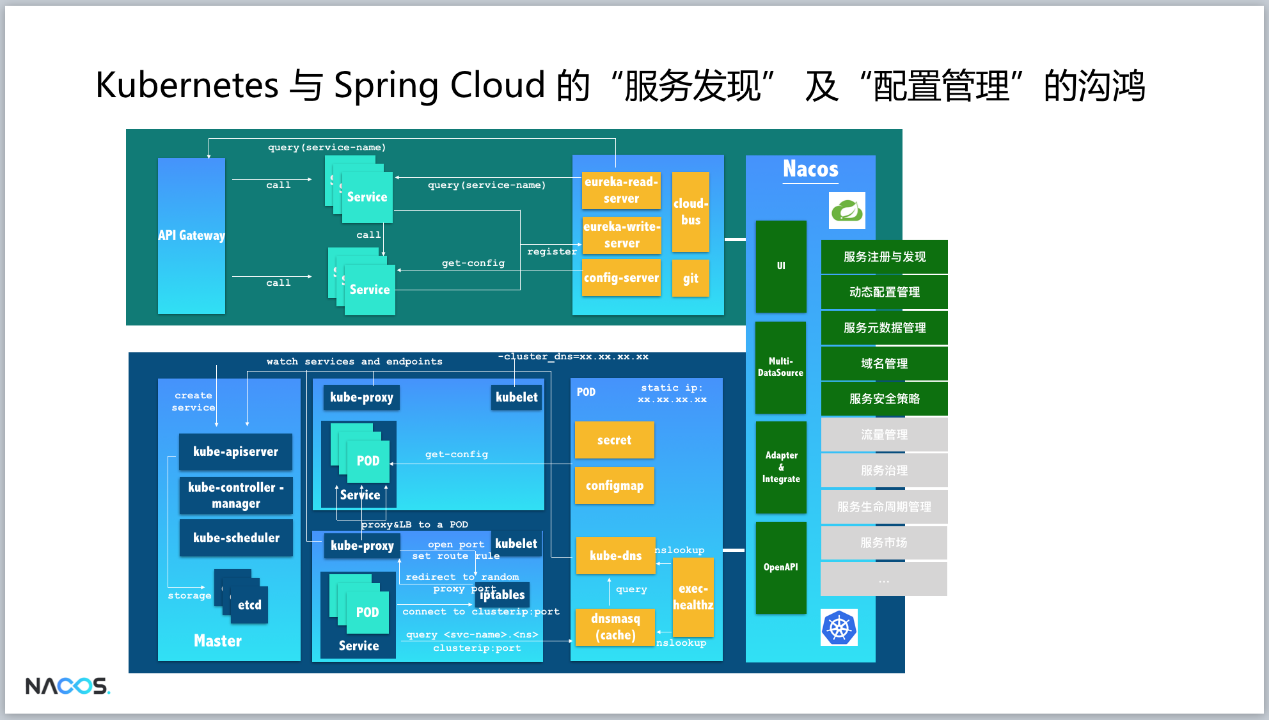 Kubernetes 与 Spring Cloud 的“服务发现” 及“配置管理”的沟鸿
query(service-name)
API Gateway
call
call
Service
call
Service
query(service-name)
register
get-config
eureka-read-
server
eureka-write-
server
config-server
cloud-
bus
git
Nacos
UI
Multi-
DataSource
Adapter
&
Integrate
OpenAPI
服务注册与发现
动态配置管理
服务元数据管理
域名管理
服务安全策略
流量管理
服务治理
服务生命周期管理
服务市场
...
watch services and endpoints
-cluster_dns=xx.xx.xx.xx
create
service
kube-apiserver
kube-controller -
manager
kube-scheduler
storage
etcd
Master
kube-proxy
kubelet
POD
Service
get-config
proxy&LB to a POD
kube-proxy
open port
kubelet
set route rule
redirect to random
proxy port
iptables
POD
Service
connect to clusterip:port
query <svc-name>.<ns>
clusterip:port
POD
static ip:
xx.xx.xx.xx
secret
configmap
kube-dns
nslookup
query
exec-
healthz
dnsmasq
(cache)
nslookup
NACOS.